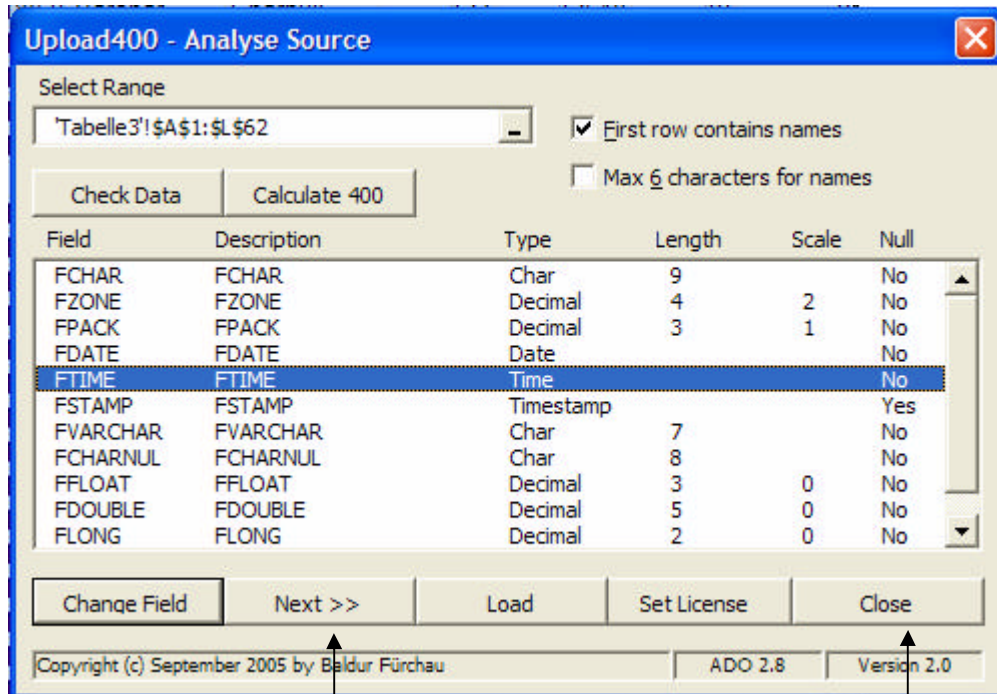 Upload400 - Analyse Source
Select Range
'Tabelle3'!$A$1:$L$62
First row contains names
Max 6 characters for names
Check Data Calculate 400
Field Description Type Length Scale Null
FCHAR FCHAR Char 9 No
FZONE FZONE Decimal 4 2 No
FPACK FPACK Decimal 3 1 No
FDATE FDATE Date No
FTIME FTIME Time No
FSTAMP FSTAMP Timestamp Yes
FVARCHAR FVARCHAR Char 7 No
FCHARNUL FCHARNUL Char 8 No
FFLOAT FFLOAT Decimal 3 0 No
FDOUBLE FDOUBLE Decimal 5 0 No
FLONG FLONG Decimal 2 0 No
Change Field Next >> Load Set License Close
Copyright (c) September 2005 by Baldur Fürchau ADO 2.8 Version 2.0